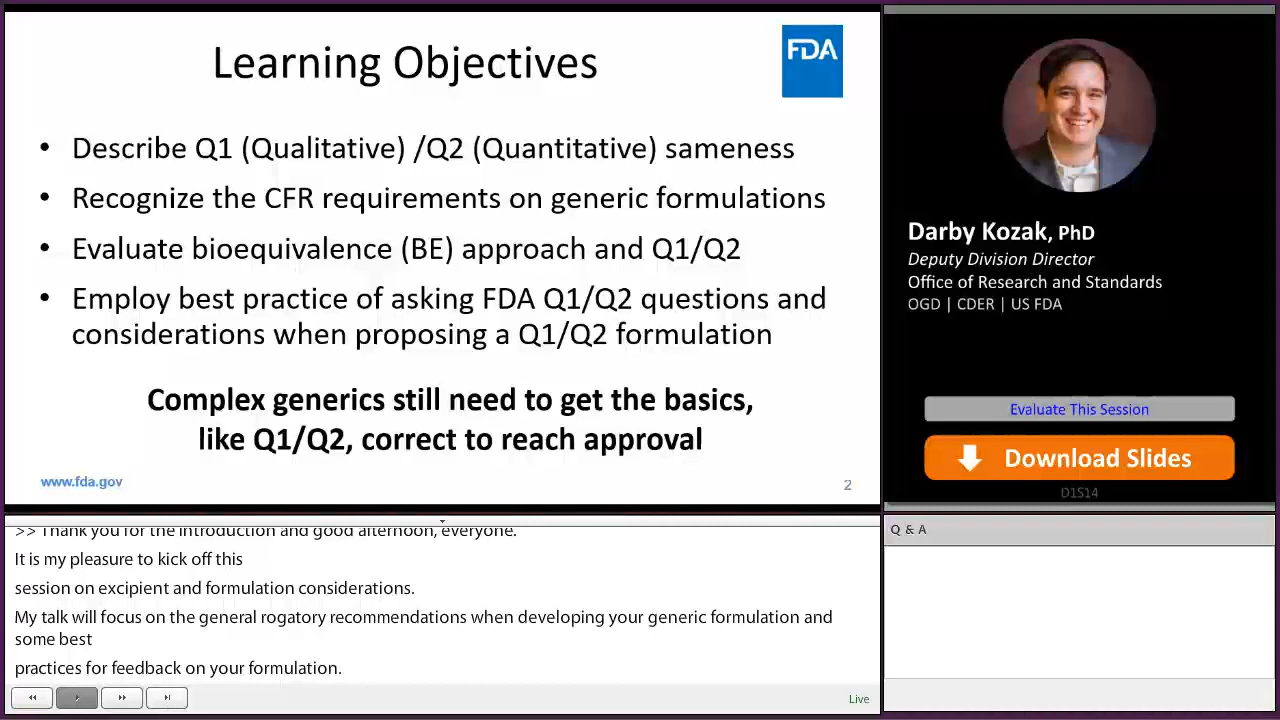 Learning Objectives
FDA
• Describe Q1 (Qualitative) /Q2 (Quantitative) sameness
• Recognize the CFR requirements on generic formulations
• Evaluate bioequivalence (BE) approach and Q1/Q2
• Employ best practice of asking FDA Q1/Q2 questions and
considerations when proposing a Q1/Q2 formulation
Complex generics still need to get the basics,
like Q1/Q2, correct to reach approval
www.fda.gov
2
Darby Kozak, PhD
Deputy Division Director
Office of Research and Standards
OGD | CDER | US FDA
Evaluate This Session
Download Slides
D1S14
>> Thank you for the introduction and good afternoon, everyone.
It is my pleasure to kick off this
session on excipient and formulation considerations.
My talk will focus on the general rogatory recommendations when developing your generic formulation and
some best
practices for feedback on your formulation.
Live
Q & A